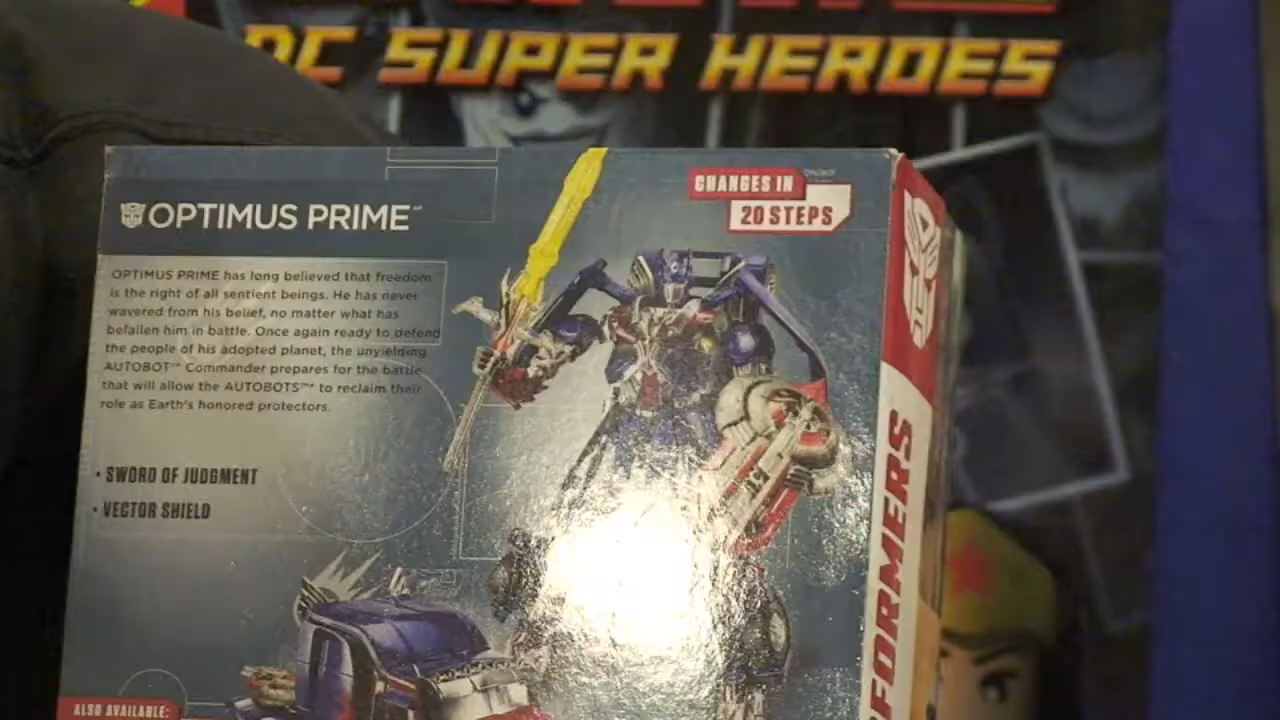 DC SUPER HEROES
CHANGES IN
20 STEPS
OPTIMUS PRIME
OPTIMUS PRIME has long believed that freedom
is the right of all sentient beings. He has never
wavered from his belief, no matter what has
befallen him in battle. Once again ready to defend
the people of his adopted planet, the unyielding
AUTOBOT™ Commander prepares for the battle
that will allow the AUTOBOTS™ to reclaim their
role as Earth's honored protectors.
• SWORD OF JUDGMENT
• VECTOR SHIELD
ALSO AVAILABLE:
FORMERS